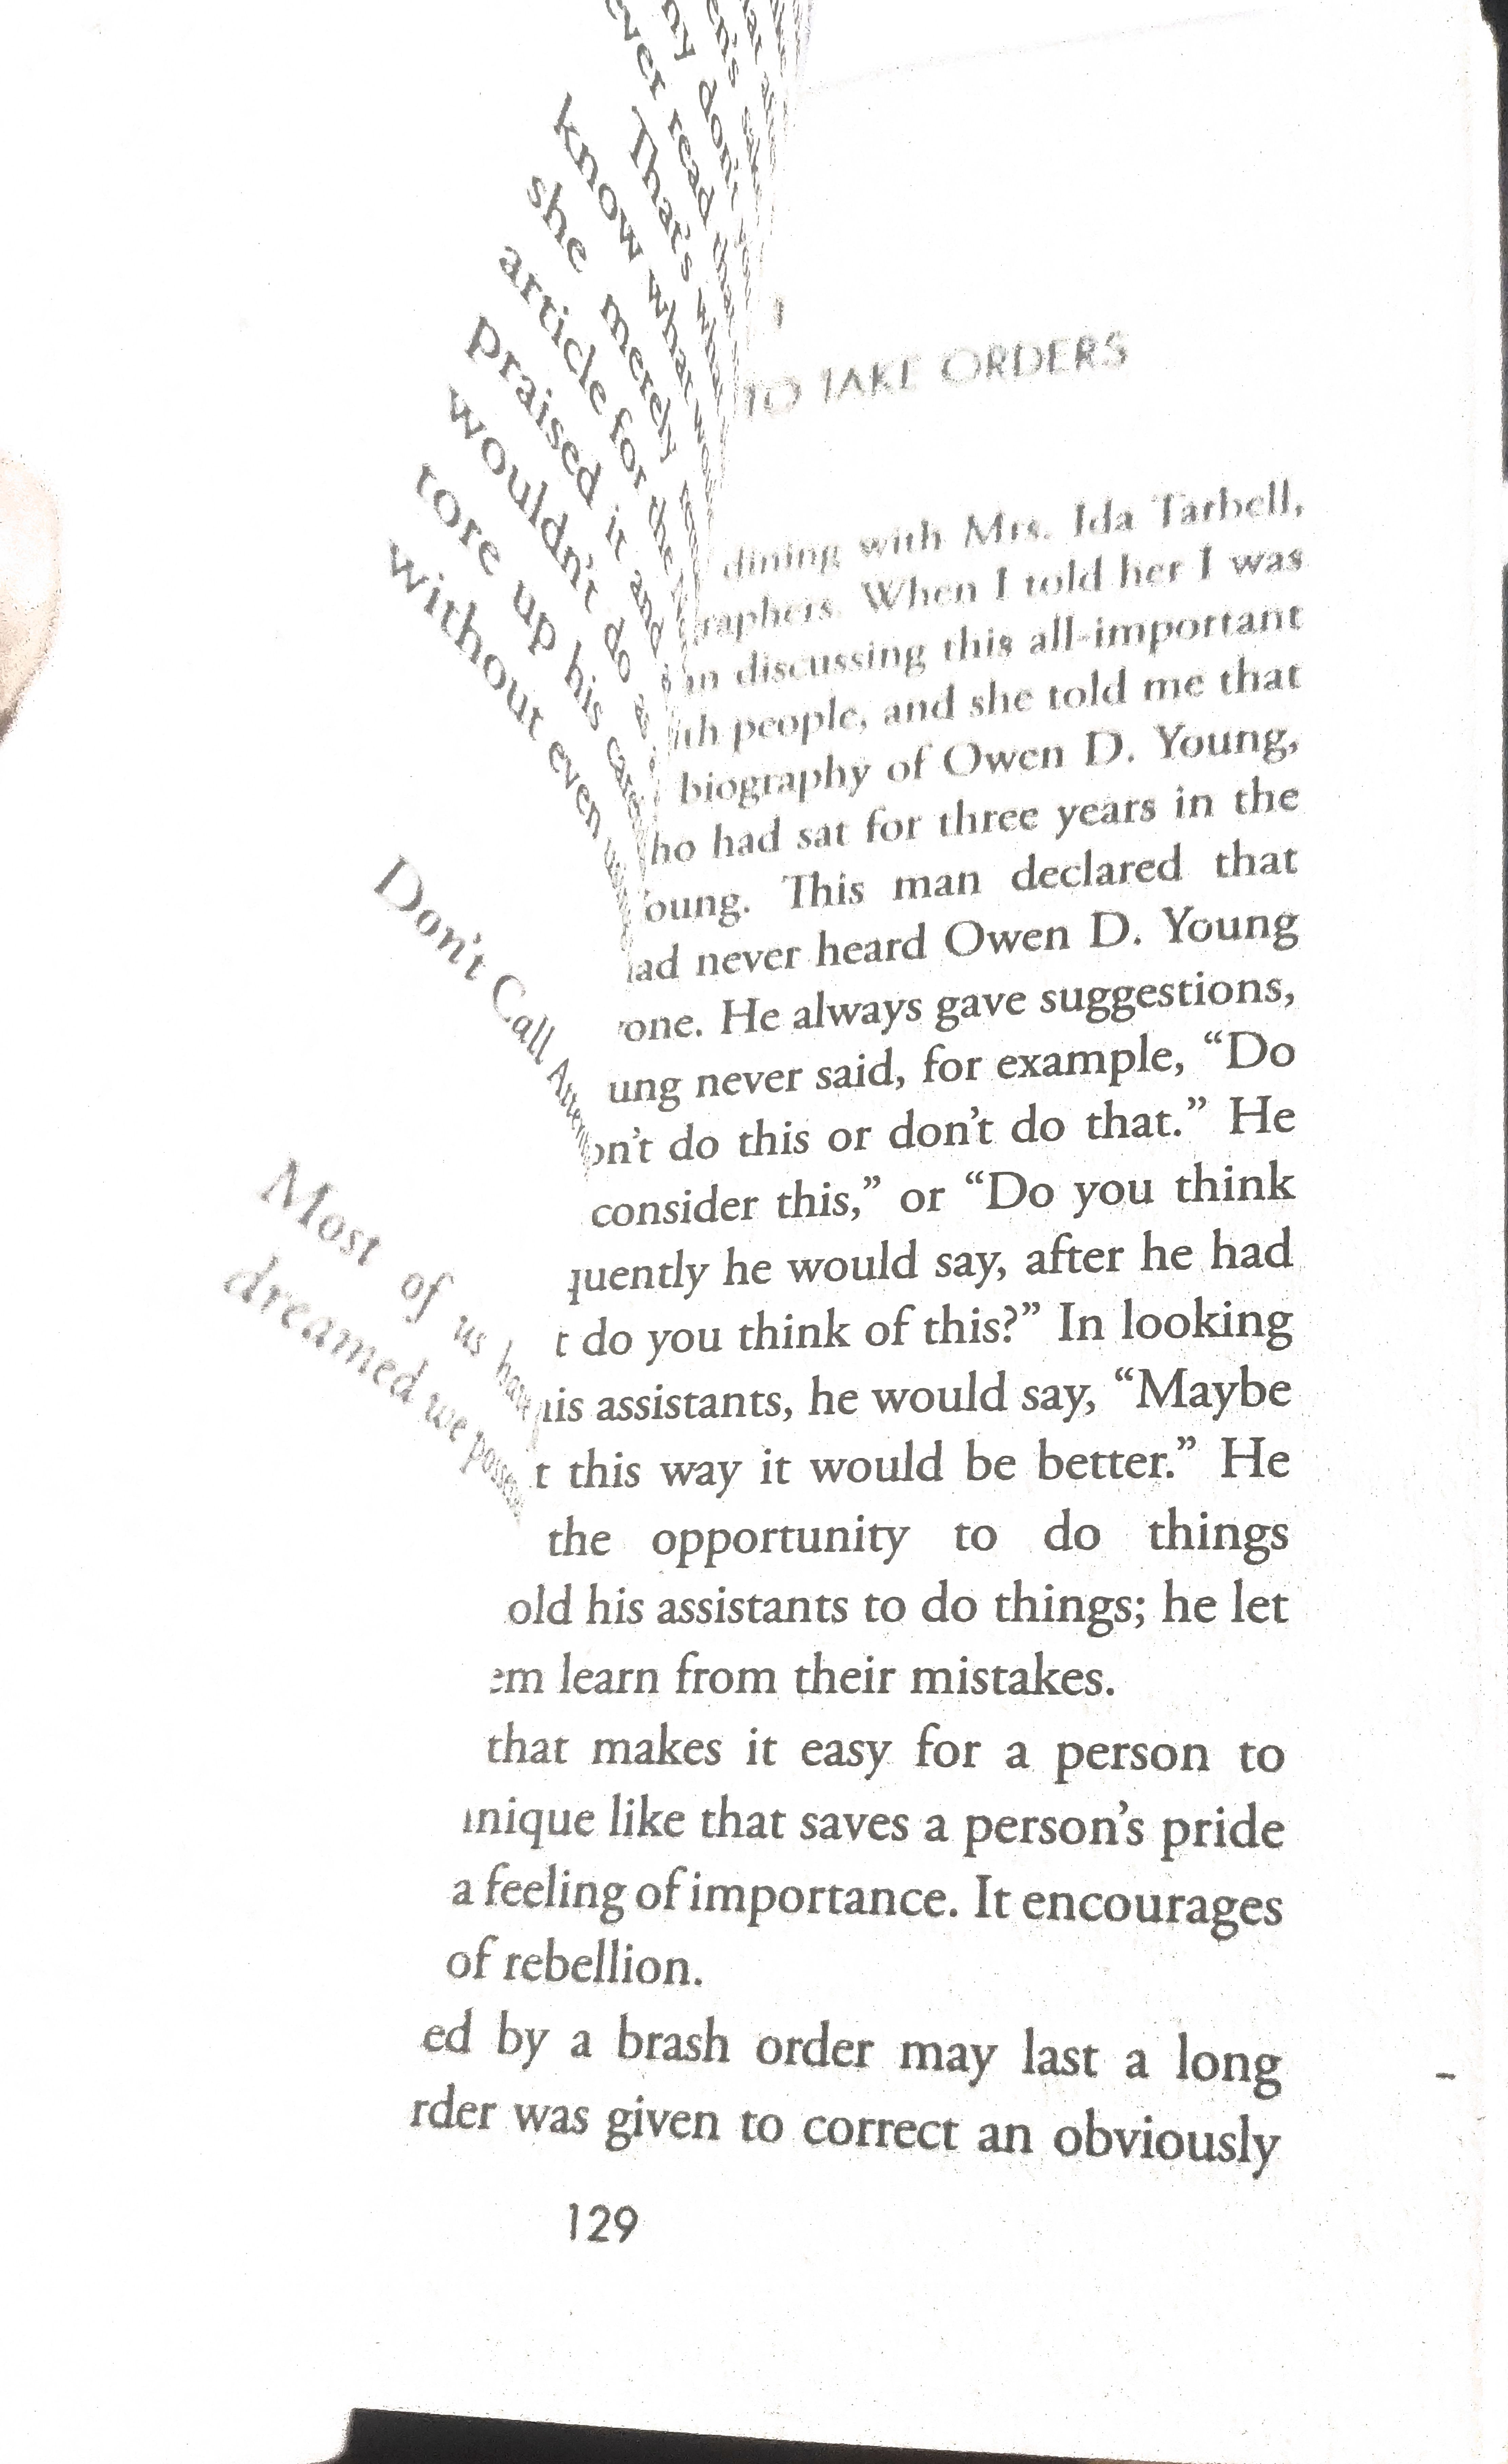 read that
don't
That's what
know what
she merely
article for the
praised it and
wouldn't do as
tore up his
without even
Don't Call
Most of us have
dreamed we
TO TAKE ORDERS
dining with Mrs. Ida Tarbell,
raphers. When I told her I was
an discussing this all-important
ith people, and she told me that
biography of Owen D. Young,
ho had sat for three years in the
oung. This man declared that
ad never heard Owen D. Young
one. He always gave suggestions,
ung never said, for example, “Do
on’t do this or don’t do that.” He
consider this,” or “Do you think
quently he would say, after he had
t do you think of this?” In looking
his assistants, he would say, “Maybe
t this way it would be better.” He
the opportunity to do things
old his assistants to do things; he let
em learn from their mistakes.
that makes it easy for a person to
nique like that saves a person’s pride
a feeling of importance. It encourages
of rebellion.
ed by a brash order may last a long
rder was given to correct an obviously
129